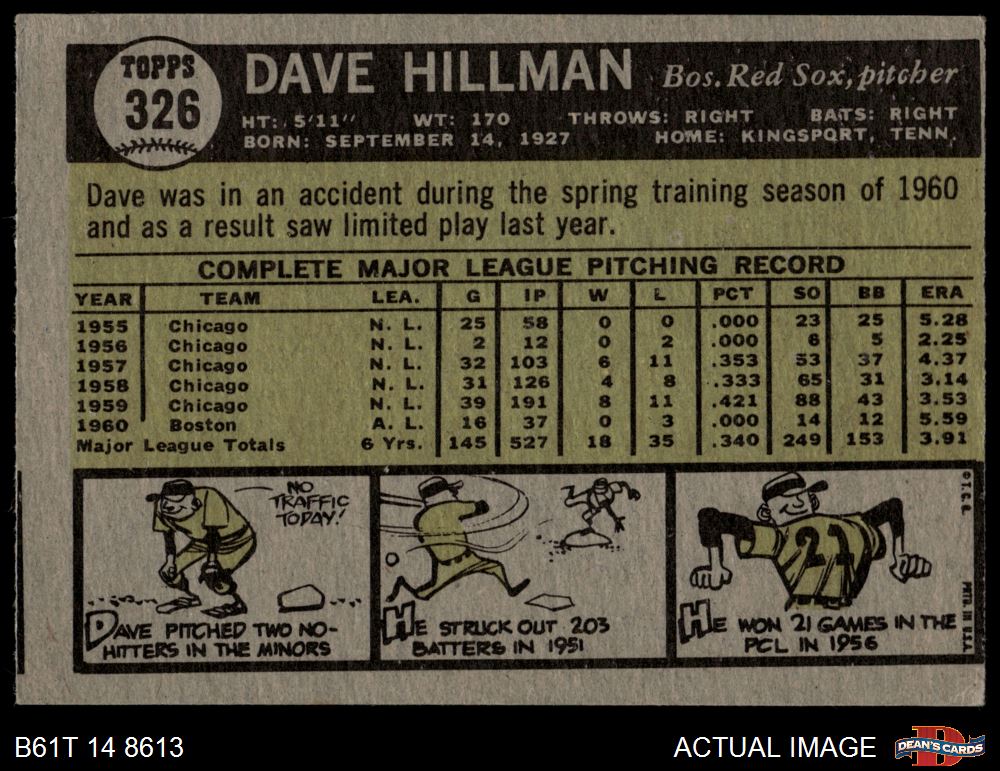 TOPPS
326
DAVE HILLMAN Bos. Red Sox, pitcher
HT: 5'11" WT: 170 THROWS: RIGHT BATS: RIGHT
BORN: SEPTEMBER 14, 1927 HOME: KINGSPORT, TENN.
Dave was in an accident during the spring training season of 1960
and as a result saw limited play last year.
COMPLETE MAJOR LEAGUE PITCHING RECORD
YEAR TEAM LEA. G IP W L PCT SO BB ERA
1955 Chicago N. L. 25 58 0 0 .000 23 25 5.28
1956 Chicago N. L. 2 12 0 2 .000 6 5 2.25
1957 Chicago N. L. 32 103 6 11 .353 53 37 4.37
1958 Chicago N. L. 31 126 4 8 .333 65 31 3.14
1959 Chicago N. L. 39 191 8 11 .421 88 43 3.53
1960 Boston A. L. 16 37 0 3 .000 14 12 5.59
Major League Totals 6 Yrs. 145 527 18 35 .340 249 153 3.91
NO
TRAFFIC
TODAY!
DAVE PITCHED TWO NO-
HITTERS IN THE MINORS
HE STRUCK OUT 203
BATTERS IN 1951
21
HE WON 21 GAMES IN THE
PCL IN 1956
© T.C.G. PRTD. IN U.S.A.
B61T 14 8613
ACTUAL IMAGE
D
DEAN'S CARDS